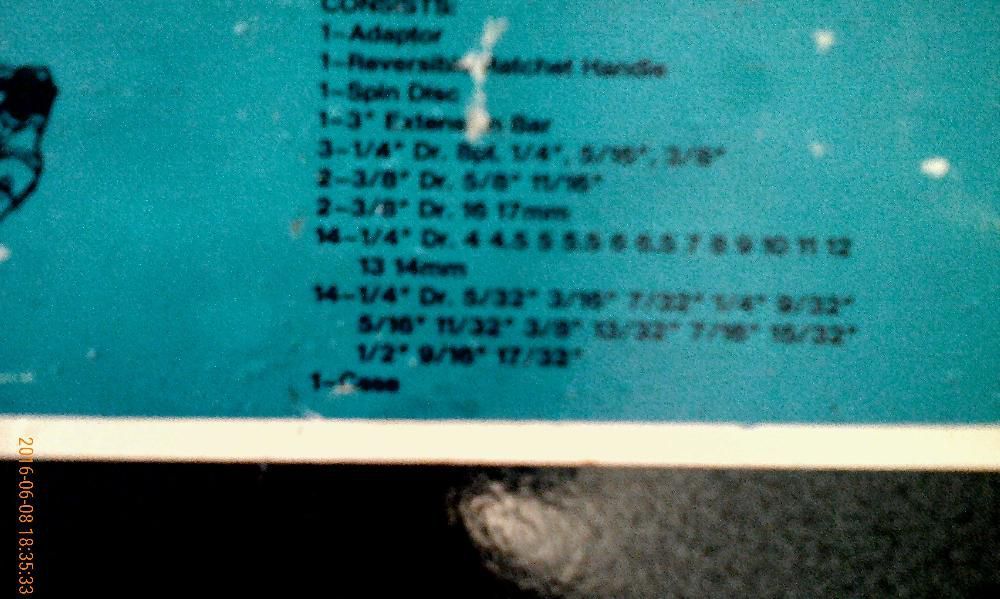 CONSISTS:
1-Adaptor
1-Reversible Ratchet Handle
1-Spin Disc
1-3" Extension Bar
3-1/4" Dr. 8pt. 1/4", 5/16", 3/8"
2-3/8" Dr. 5/8" 11/16"
2-3/8" Dr. 16 17mm
14-1/4" Dr. 4 4.5 5 5.5 6 6.5 7 8 9 10 11 12
13 14mm
14-1/4" Dr. 5/32" 3/16" 7/32" 1/4" 9/32"
5/16" 11/32" 3/8" 13/32" 7/16" 15/32"
1/2" 9/16" 17/32"
1-Case
2016-06-08 18:35:33